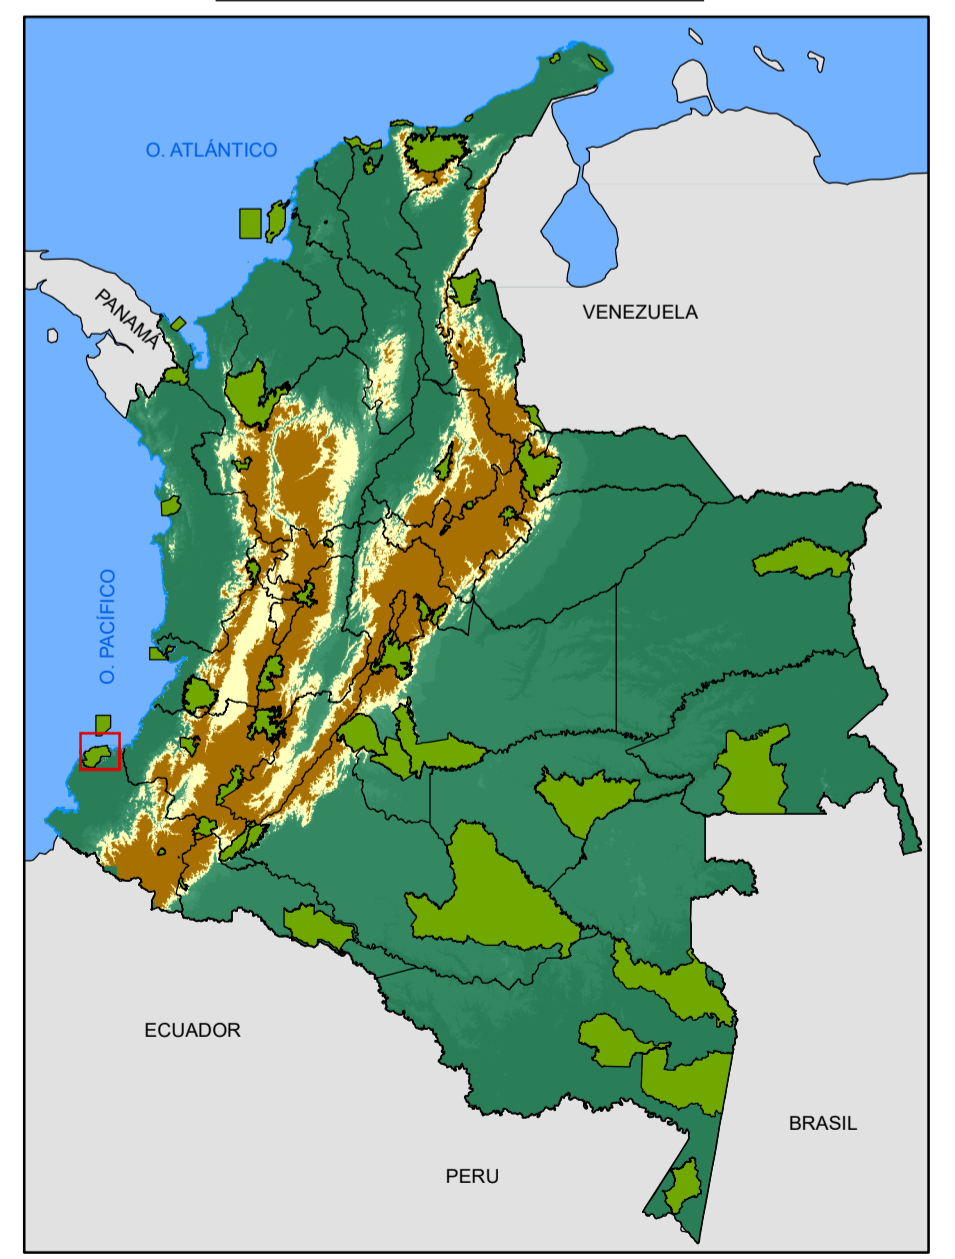 O. ATLÁNTICO
PANAMÁ
VENEZUELA
O. PACÍFICO
ECUADOR
BRASIL
PERU